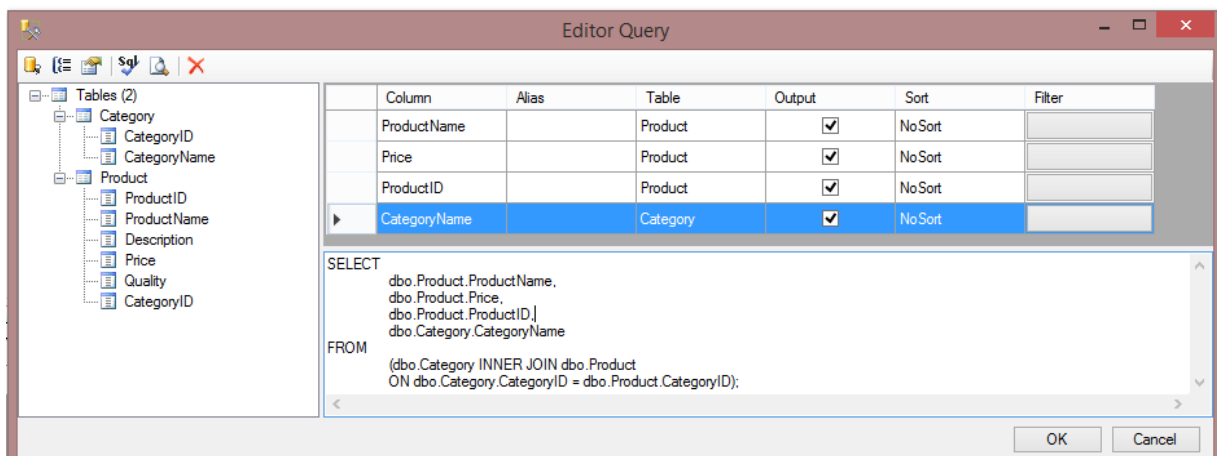 Editor Query
Sql
Tables (2)
Category
CategoryID
CategoryName
Product
ProductID
ProductName
Description
Price
Quality
CategoryID
Column Alias Table Output Sort Filter
ProductName Product NoSort
Price Product NoSort
ProductID Product NoSort
CategoryName Category NoSort
SELECT
dbo.Product.ProductName,
dbo.Product.Price,
dbo.Product.ProductID,
dbo.Category.CategoryName
FROM
(dbo.Category INNER JOIN dbo.Product
ON dbo.Category.CategoryID = dbo.Product.CategoryID);
OK Cancel